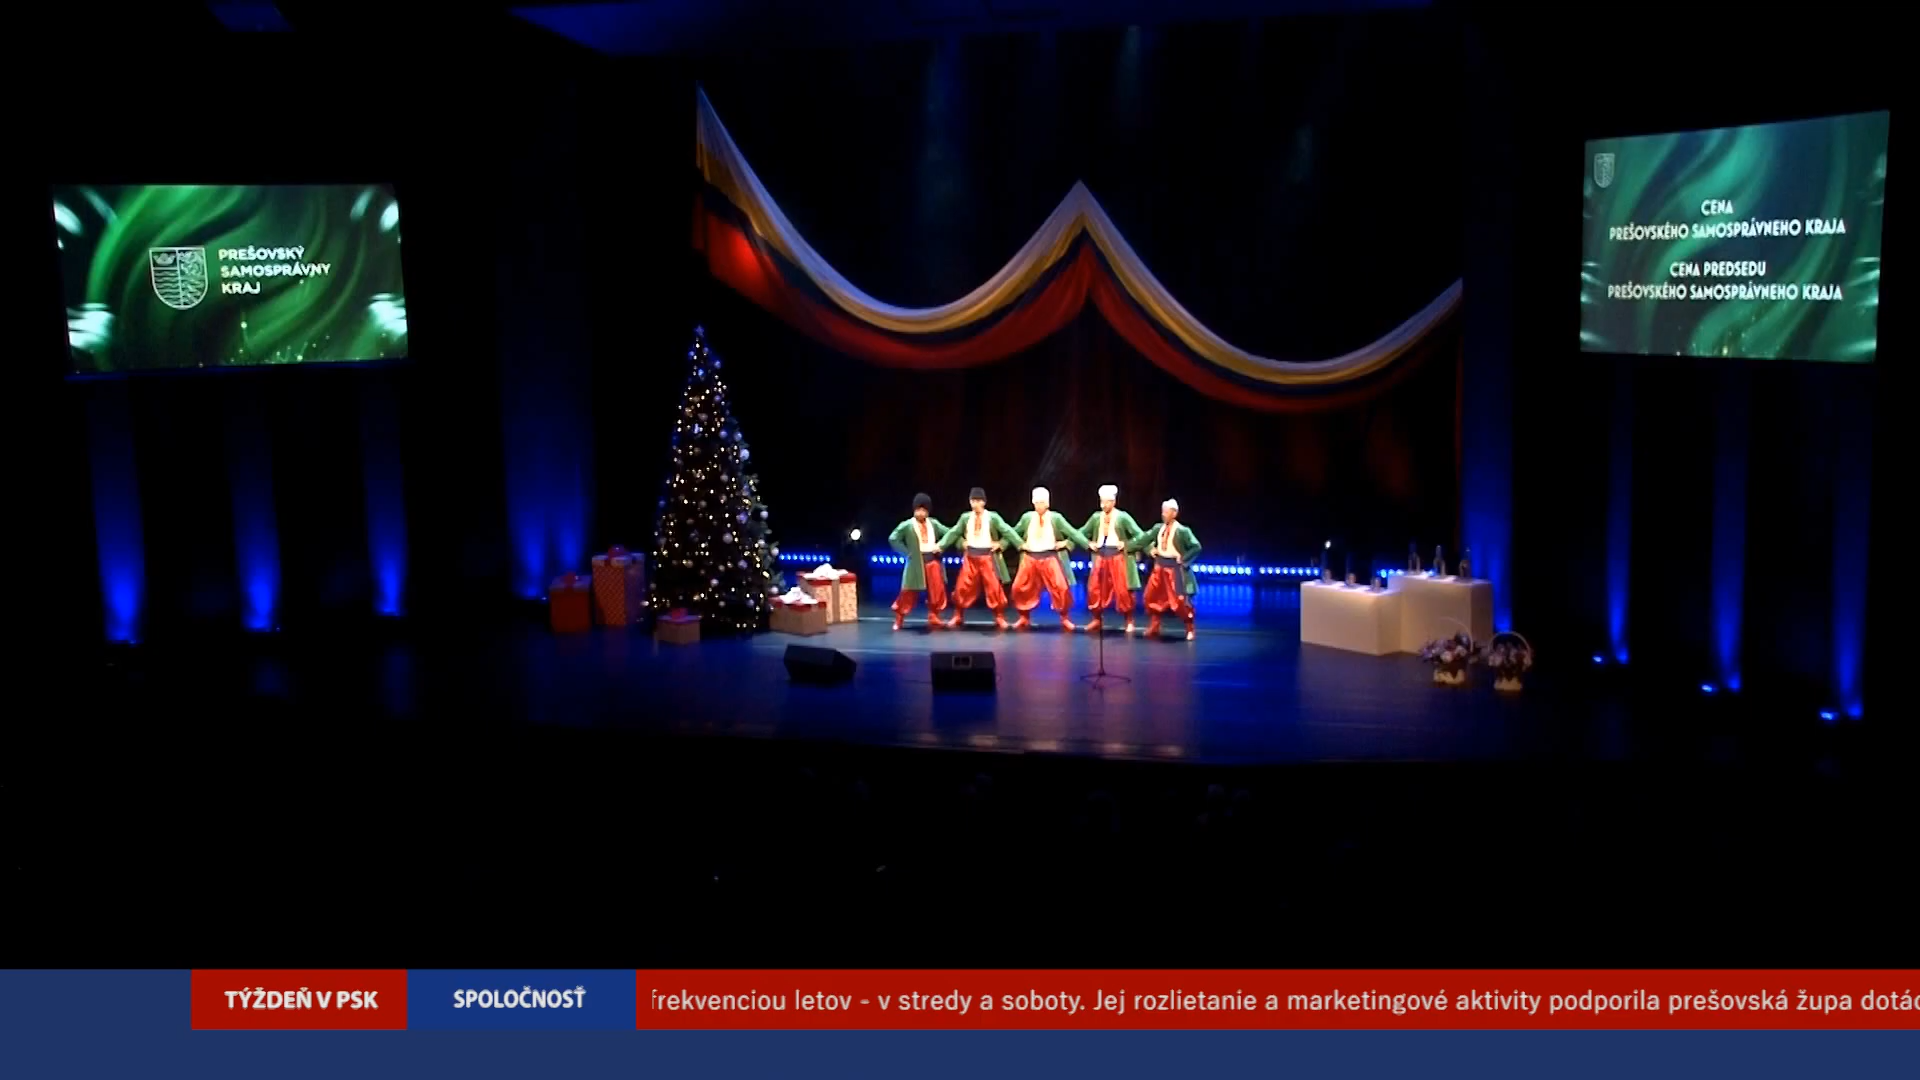 PREŠOVSKÝ
SAMOSPRÁVNY
KRAJ
CENA
PREŠOVSKÉHO SAMOSPRÁVNEHO KRAJA
CENA PREDSEDU
PREŠOVSKÉHO SAMOSPRÁVNEHO KRAJA
TÝŽDEŇ V PSK
SPOLOČNOSŤ
frekvenciou letov - v stredy a soboty. Jej rozlietanie a marketingové aktivity podporila prešovská župa dotác